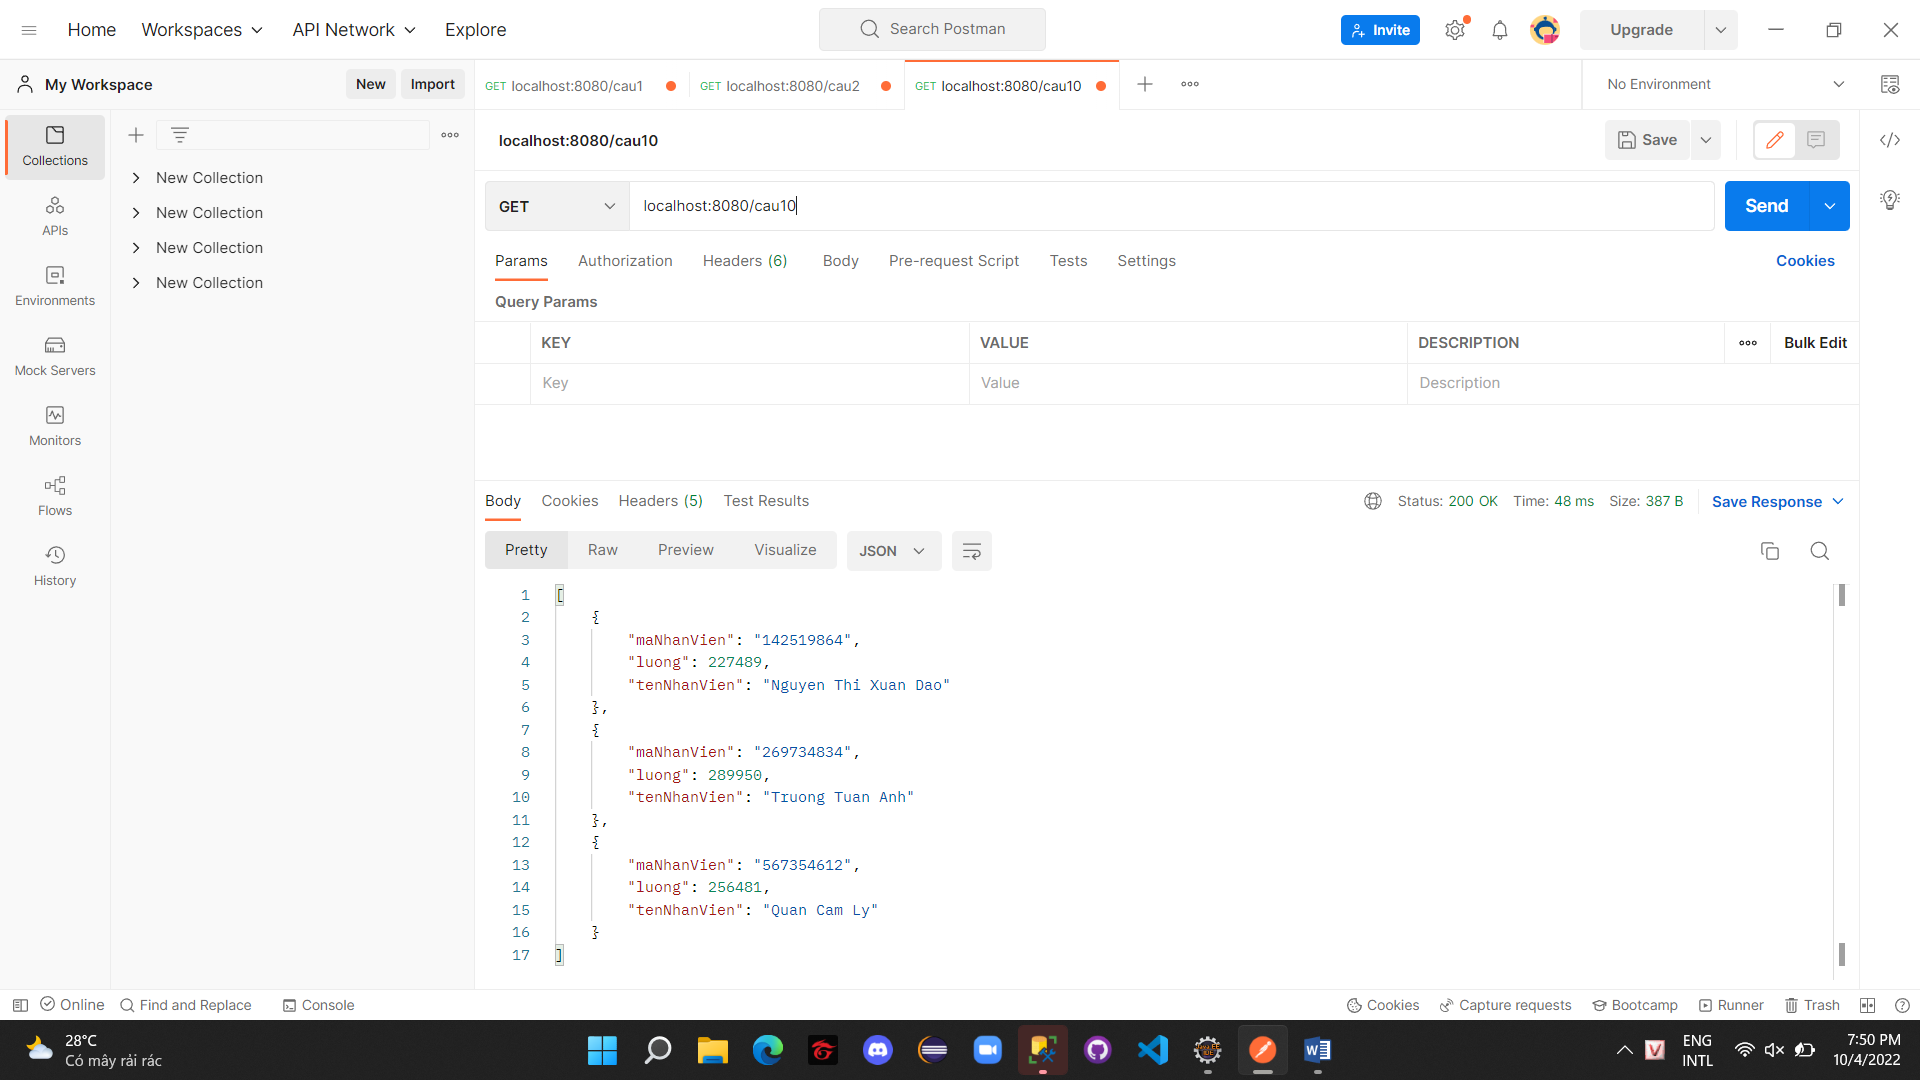 Home Workspaces API Network Explore Search Postman Invite Upgrade
My Workspace New Import GET localhost:8080/cau1 GET localhost:8080/cau2 GET localhost:8080/cau10 No Environment
Collections
APIs
Environments
Mock Servers
Monitors
Flows
History
New Collection
New Collection
New Collection
New Collection
localhost:8080/cau10 Save
GET localhost:8080/cau10 Send
Params Authorization Headers (6) Body Pre-request Script Tests Settings Cookies
Query Params
KEY VALUE DESCRIPTION Bulk Edit
Key Value Description
Body Cookies Headers (5) Test Results Status: 200 OK Time: 48 ms Size: 387 B Save Response
Pretty Raw Preview Visualize JSON
1 [
2 {
3 "maNhanVien": "142519864",
4 "luong": 227489,
5 "tenNhanVien": "Nguyen Thi Xuan Dao"
6 },
7 {
8 "maNhanVien": "269734834",
9 "luong": 289950,
10 "tenNhanVien": "Truong Tuan Anh"
11 },
12 {
13 "maNhanVien": "567354612",
14 "luong": 256481,
15 "tenNhanVien": "Quan Cam Ly"
16 }
17 ]
Online Find and Replace Console Cookies Capture requests Bootcamp Runner Trash
28°C
Có mây rải rác
ENG
INTL
7:50 PM
10/4/2022